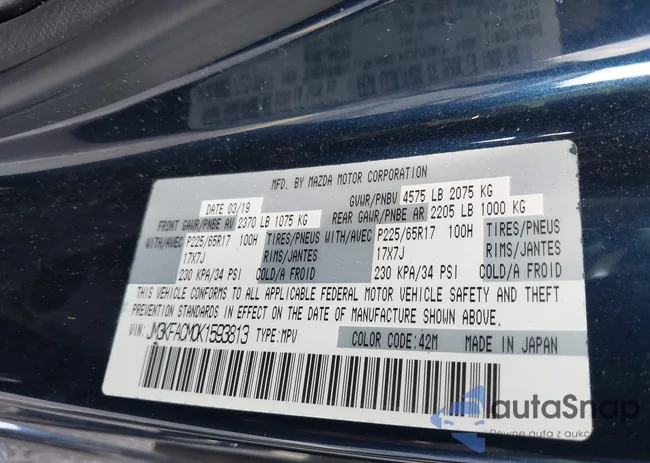 MFD. BY MAZDA MOTOR CORPORATION
DATE 03/19 GVWR/PNBV 4575 LB 2075 KG
FRONT GAWR/PNBE AV 2370 LB 1075 KG REAR GAWR/PNBE AR 2205 LB 1000 KG
WITH/AVEC P225/65R17 100H TIRES/PNEUS WITH/AVEC P225/65R17 100H TIRES/PNEUS
17X7J RIMS/JANTES 17X7J RIMS/JANTES
230 KPA/34 PSI COLD/A FROID 230 KPA/34 PSI COLD/A FROID
THIS VEHICLE CONFORMS TO ALL APPLICABLE FEDERAL MOTOR VEHICLE SAFETY AND THEFT
PREVENTION STANDARDS IN EFFECT ON THE DATE OF MANUFACTURE SHOWN ABOVE.
VIN: JM3KFACM0K1593813 TYPE:MPV COLOR CODE:42M MADE IN JAPAN
autaSnap
Pewne auta z aukcji